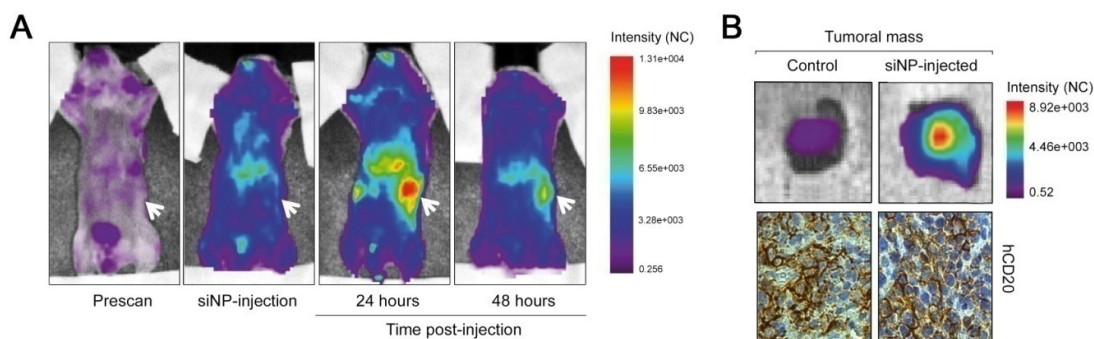 A
Intensity (NC)
1.31e+004
9.83e+003
6.55e+003
3.28e+003
0.256
Prescan
siNP-injection
24 hours
48 hours
Time post-injection
B
Tumoral mass
Control
siNP-injected
Intensity (NC)
8.92e+003
4.46e+003
0.52
hCD20